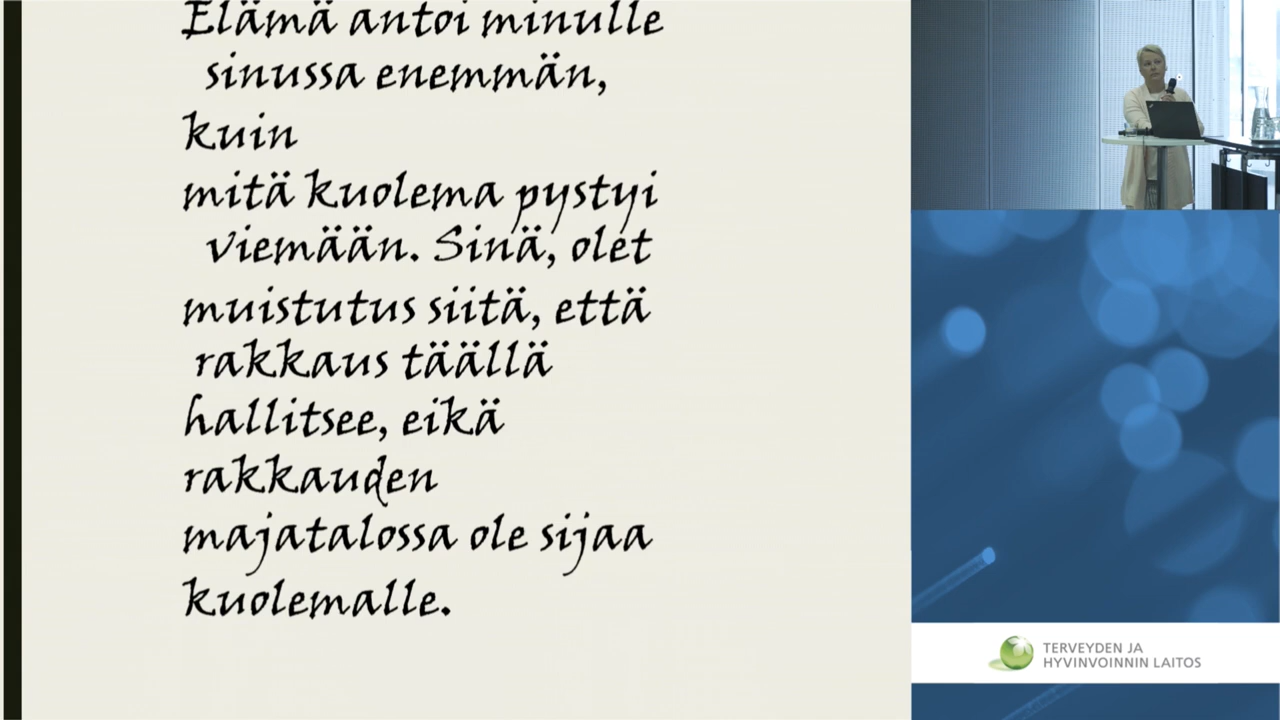 Elämä antoi minulle
sinussa enemmän,
kuin
mitä kuolema pystyi
viemään. Sinä, olet
muistutus siitä, että
rakkaus täällä
hallitsee, eikä
rakkauden
majatalossa ole sijaa
kuolemalle.
TERVEYDEN JA
HYVINVOINNIN LAITOS